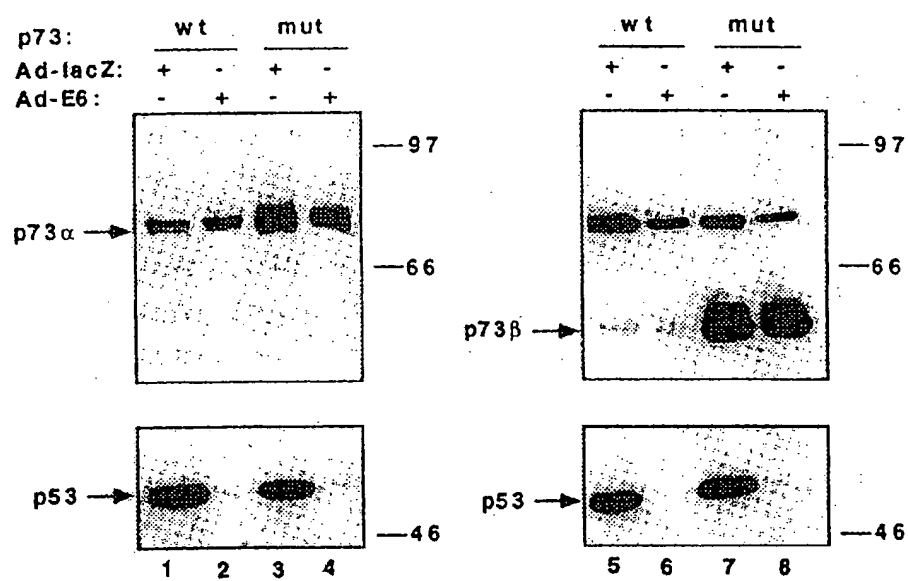 p73: wt mut wt mut
Ad-lacZ: + - + - + - + -
Ad-E6: - + - + - + - +
97 97
p73α
66 66
p73β
p53 p53
46 46
1 2 3 4 5 6 7 8